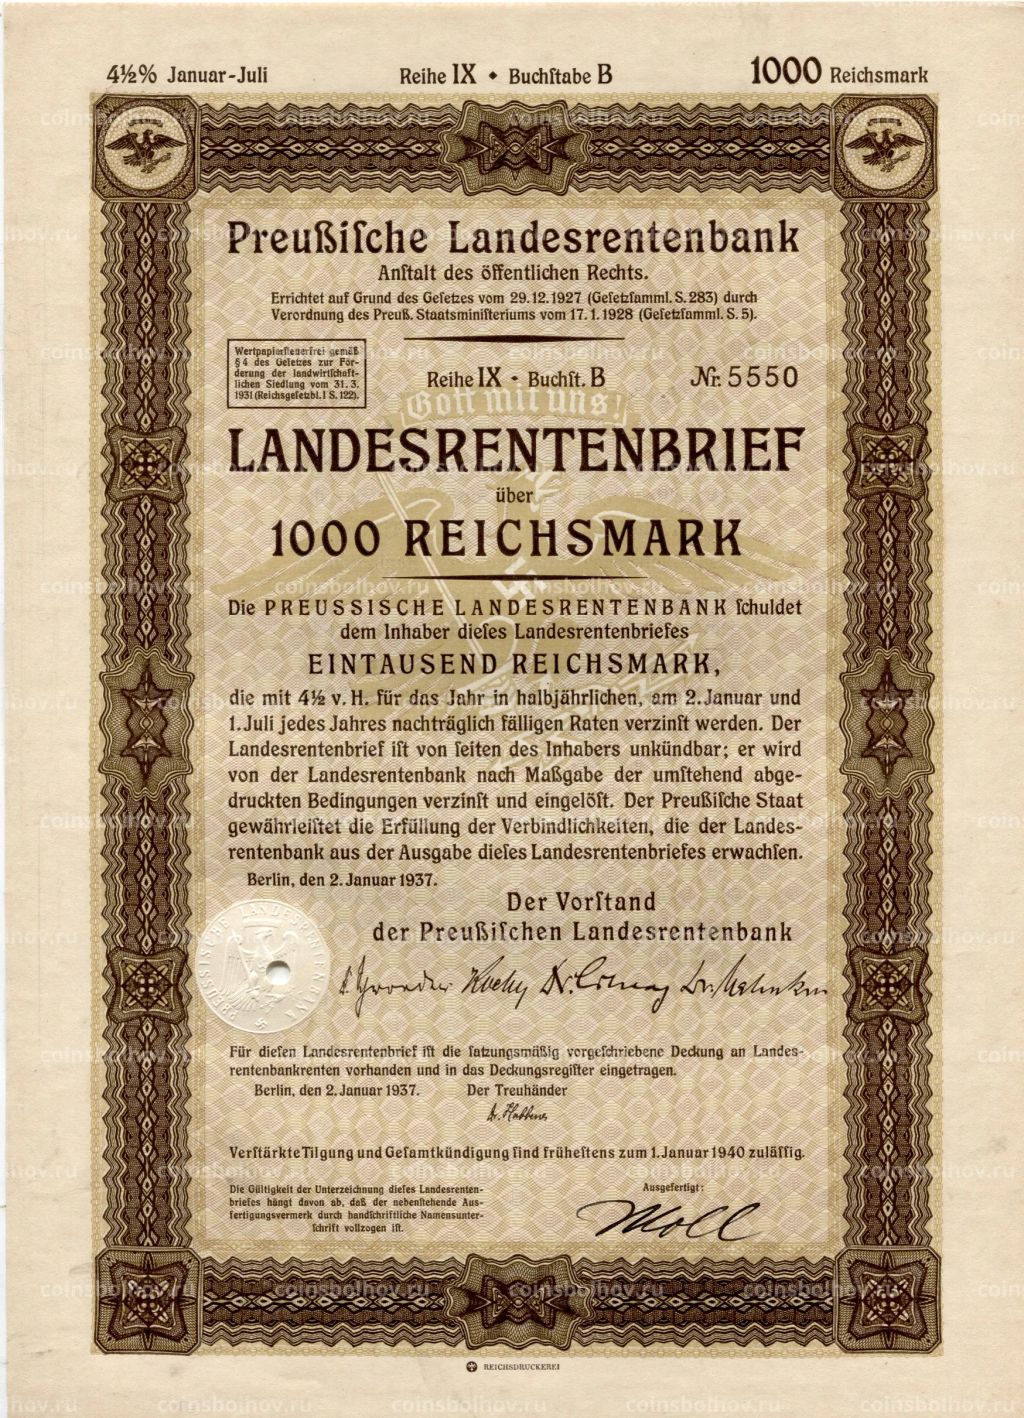 4½% Januar-Juli Reihe IX • Buchſtabe B 1000 Reichsmark
Preußiſche Landesrentenbank
Anſtalt des öffentlichen Rechts.
Errichtet auf Grund des Geſetzes vom 29.12.1927 (Geſetzſamml. S. 283) durch
Verordnung des Preuß. Staatsminiſteriums vom 17.1.1928 (Geſetzſamml. S. 5).
Wertpapierſteuerfrei gemäß
§ 4 des Geſetzes zur För-
derung der landwirtſchaft-
lichen Siedlung vom 31. 3.
1931 (Reichsgeſetzbl. I S. 122).
Reihe IX • Buchſt. B Nr. 5550
Gott mit uns!
LANDESRENTENBRIEF
über
1000 REICHSMARK
Die PREUSSISCHE LANDESRENTENBANK ſchuldet
dem Inhaber dieſes Landesrentenbriefes
EINTAUSEND REICHSMARK,
die mit 4½ v. H. für das Jahr in halbjährlichen, am 2. Januar und
1. Juli jedes Jahres nachträglich fälligen Raten verzinſt werden. Der
Landesrentenbrief iſt von ſeiten des Inhabers unkündbar; er wird
von der Landesrentenbank nach Maßgabe der umſtehend abge-
druckten Bedingungen verzinſt und eingelöſt. Der Preußiſche Staat
gewährleiſtet die Erfüllung der Verbindlichkeiten, die der Landes-
rentenbank aus der Ausgabe dieſes Landesrentenbriefes erwachſen.
Berlin, den 2. Januar 1937.
Der Vorſtand
der Preußiſchen Landesrentenbank
PREUSSISCHE LANDESRENTENBANK
Für dieſen Landesrentenbrief iſt die ſatzungsmäßig vorgeſchriebene Deckung an Landes-
rentenbankrenten vorhanden und in das Deckungsregiſter eingetragen.
Berlin, den 2. Januar 1937. Der Treuhänder
Verſtärkte Tilgung und Geſamtkündigung ſind früheſtens zum 1. Januar 1940 zuläſſig.
Die Gültigkeit der Unterzeichnung dieſes Landesrenten-
briefes hängt davon ab, daß der nebenſtehende Aus-
fertigungsvermerk durch handſchriftliche Namensunter-
ſchrift vollzogen iſt.
Ausgefertigt:
Moll
REICHSDRUCKEREI
coinsbolhov.ru